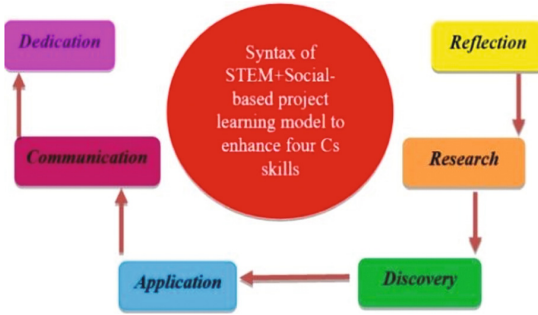 Dedication
Syntax of
STEM+Social-
based project
learning model to
enhance four Cs
skills
Reflection
Communication
Research
Application
Discovery